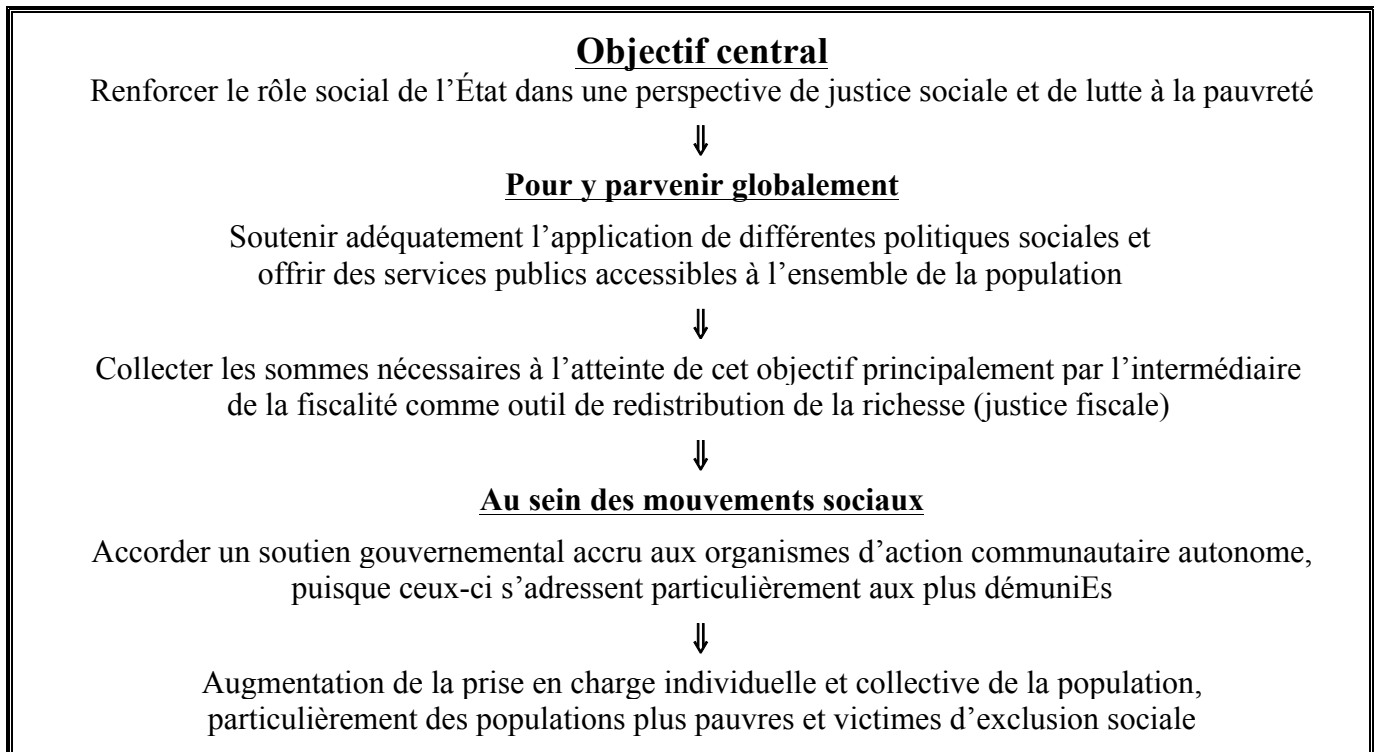 Objectif central
Renforcer le rôle social de l’État dans une perspective de justice sociale et de lutte à la pauvreté
⇓
Pour y parvenir globalement
Soutenir adéquatement l’application de différentes politiques sociales et
offrir des services publics accessibles à l’ensemble de la population
⇓
Collecter les sommes nécessaires à l’atteinte de cet objectif principalement par l’intermédiaire
de la fiscalité comme outil de redistribution de la richesse (justice fiscale)
⇓
Au sein des mouvements sociaux
Accorder un soutien gouvernemental accru aux organismes d’action communautaire autonome,
puisque ceux-ci s’adressent particulièrement aux plus démuniEs
⇓
Augmentation de la prise en charge individuelle et collective de la population,
particulièrement des populations plus pauvres et victimes d’exclusion sociale